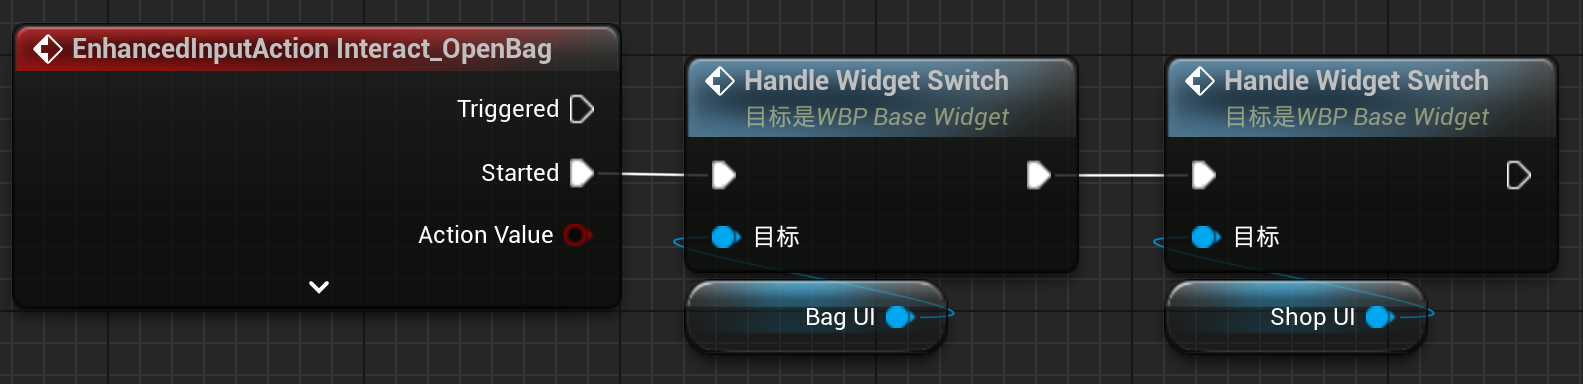 EnhancedInputAction Interact_OpenBag
Triggered
Started
Action Value
Handle Widget Switch
目标是WBP Base Widget
目标
Bag UI
Handle Widget Switch
目标是WBP Base Widget
目标
Shop UI